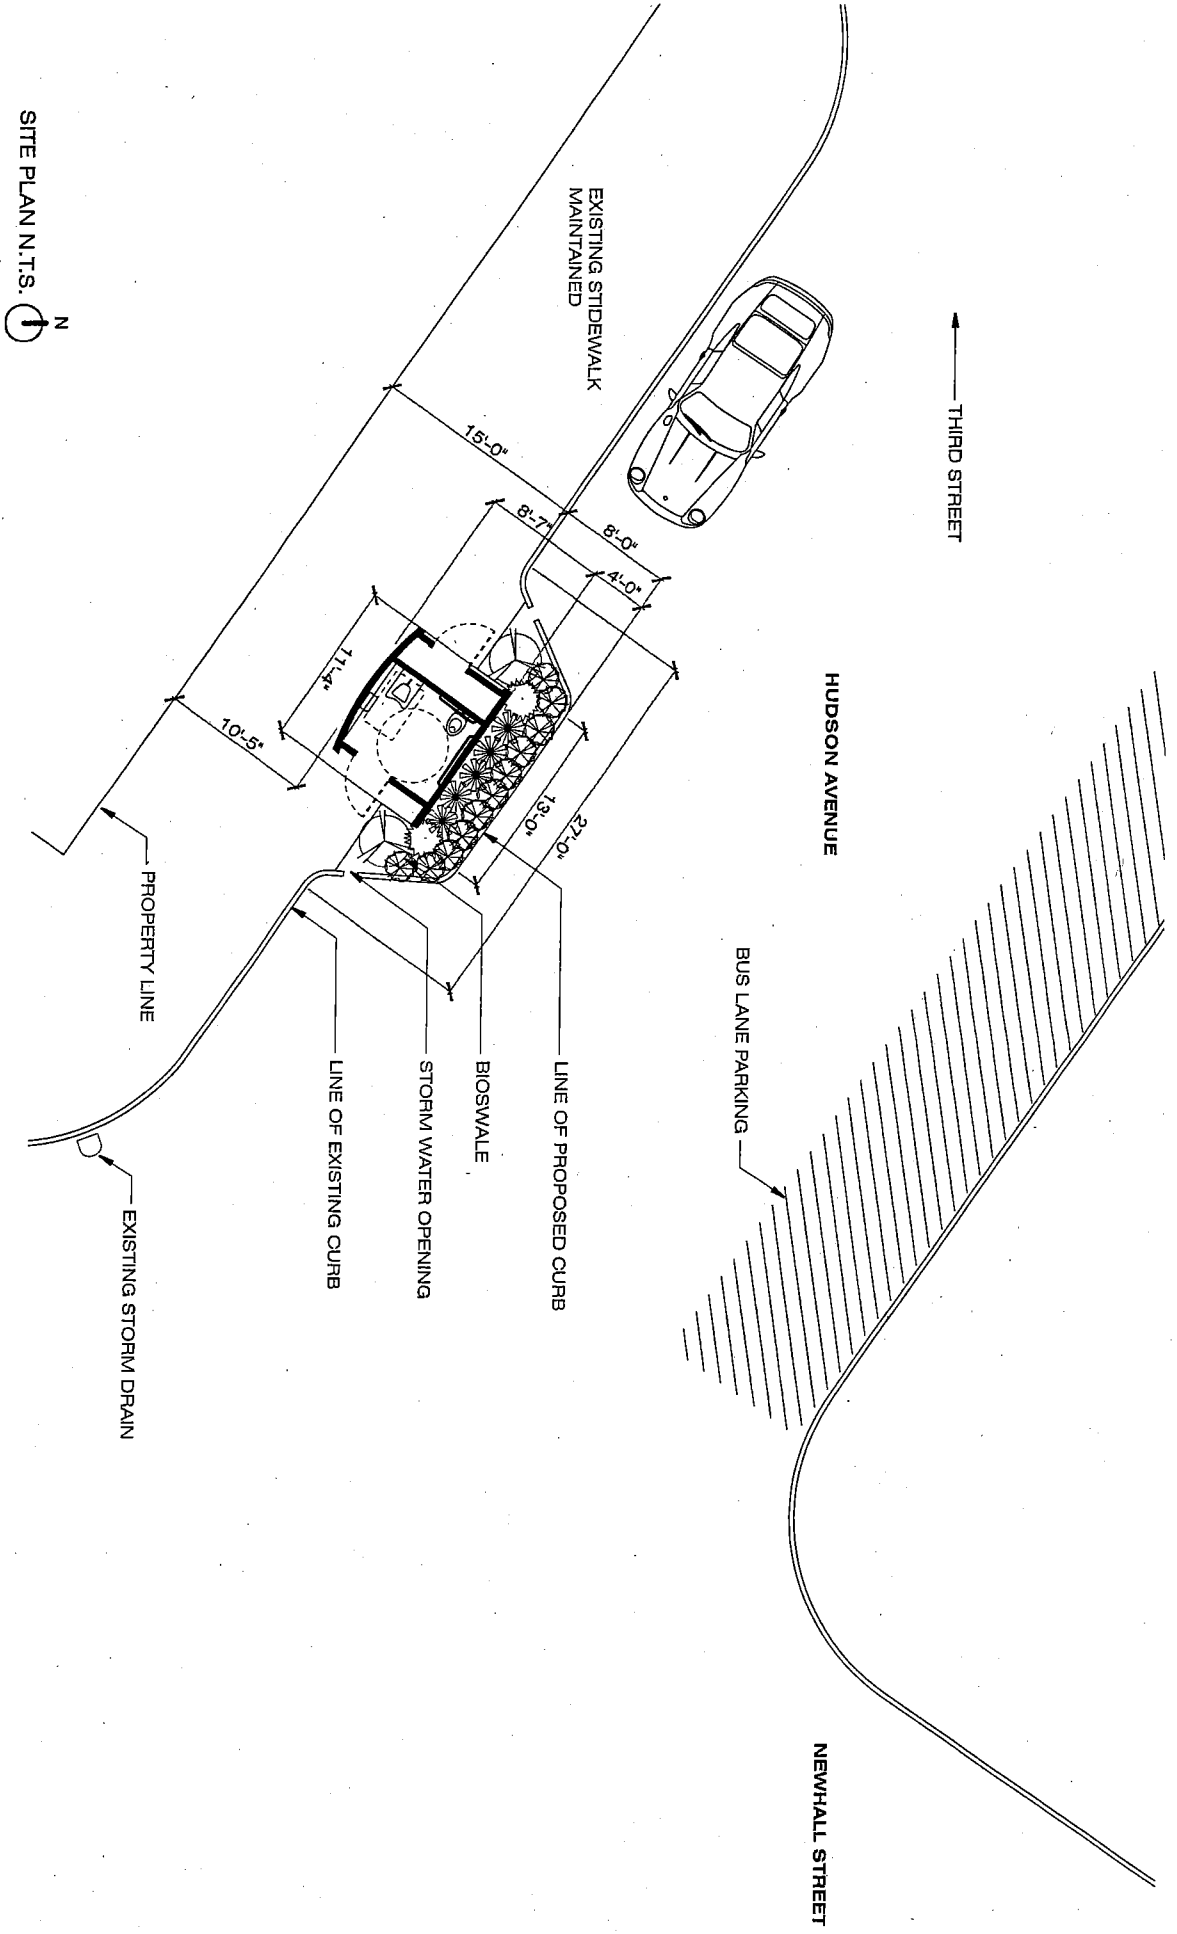 THIRD STREET
HUDSON AVENUE
NEWHALL STREET
BUS LANE PARKING
EXISTING STIDEWALK
MAINTAINED
15'-0"
8'-7"
8'-0"
4'-0"
11'-4"
10'-5"
13'-0"
27'-0"
LINE OF PROPOSED CURB
BIOSWALE
STORM WATER OPENING
LINE OF EXISTING CURB
PROPERTY LINE
EXISTING STORM DRAIN
SITE PLAN N.T.S.
N